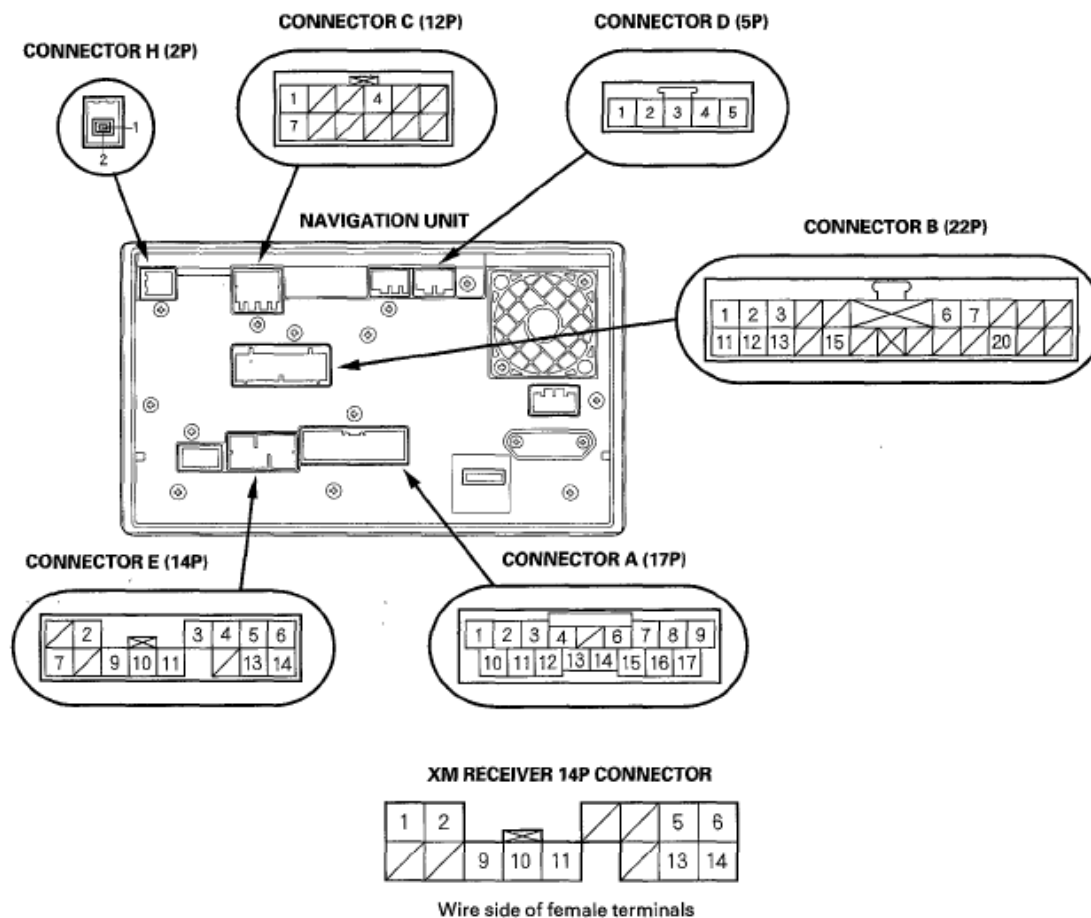 CONNECTOR C (12P)
CONNECTOR D (5P)
CONNECTOR H (2P)
1 4
7
1 2 3 4 5
1
2
NAVIGATION UNIT
CONNECTOR B (22P)
1 2 3 6 7
11 12 13 15 20
CONNECTOR E (14P)
CONNECTOR A (17P)
2 3 4 5 6
7 9 10 11 13 14
1 2 3 4 6 7 8 9
10 11 12 13 14 15 16 17
XM RECEIVER 14P CONNECTOR
1 2 5 6
9 10 11 13 14
Wire side of female terminals